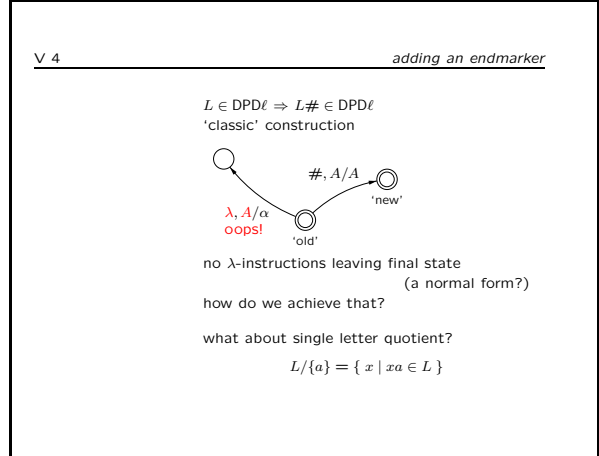 V 4
adding an endmarker
L ∈ DPDℓ ⇒ L# ∈ DPDℓ
‘classic’ construction
#, A/A
‘new’
λ, A/α
oops!
‘old’
no λ-instructions leaving final state
(a normal form?)
how do we achieve that?
what about single letter quotient?
L/{a} = { x | xa ∈ L }